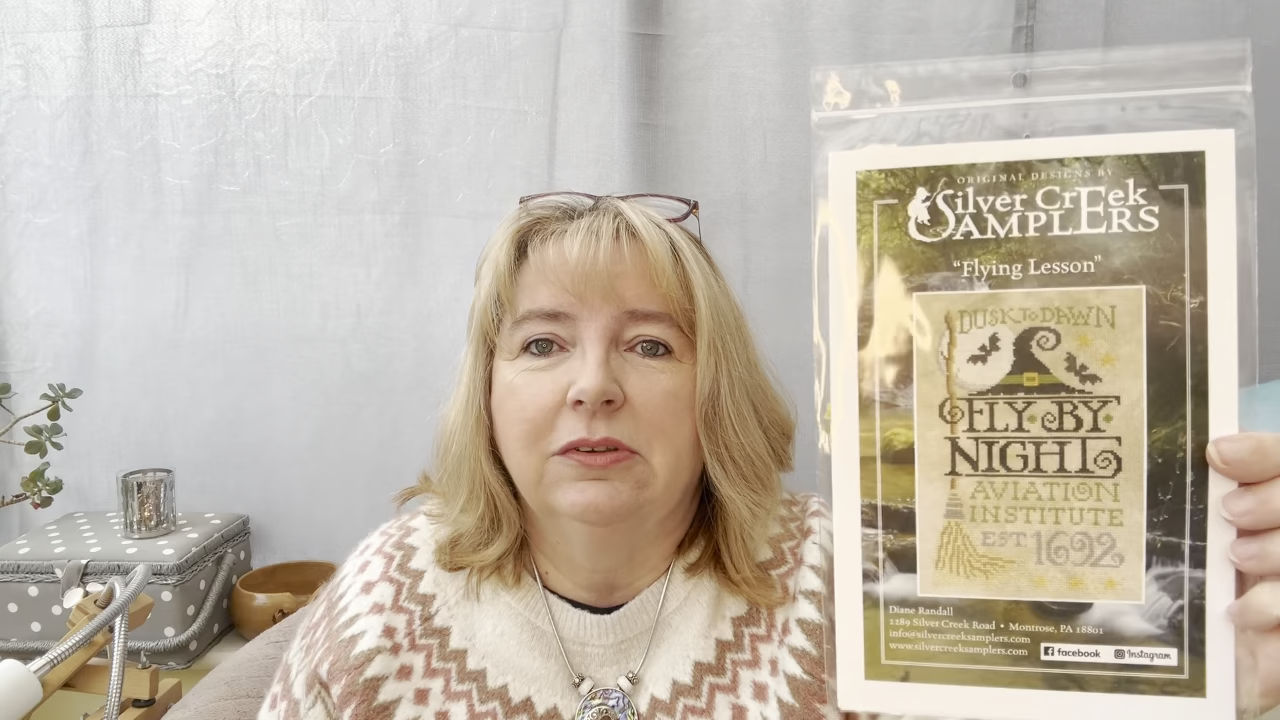 ORIGINAL DESIGNS BY
Silver CrEek
SAMPLERS
"Flying Lesson"
DUSK TO DAWN
FLY BY
NIGHT
AVIATION
INSTITUTE
EST 1692
Diane Randall
2289 Silver Creek Road • Montrose, PA 18801
info@silvercreeksamplers.com
www.silvercreeksamplers.com
facebook Instagram